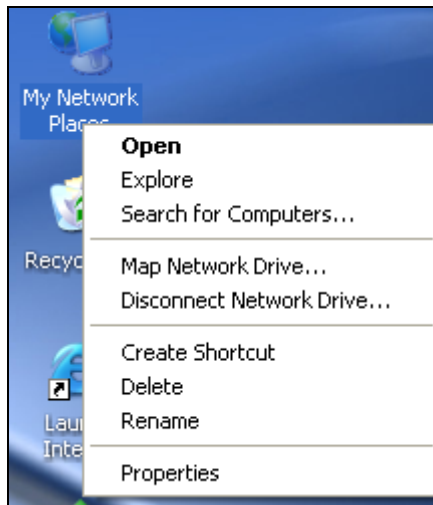 My Network
Places
Open
Explore
Search for Computers...
Map Network Drive...
Disconnect Network Drive...
Create Shortcut
Delete
Rename
Properties